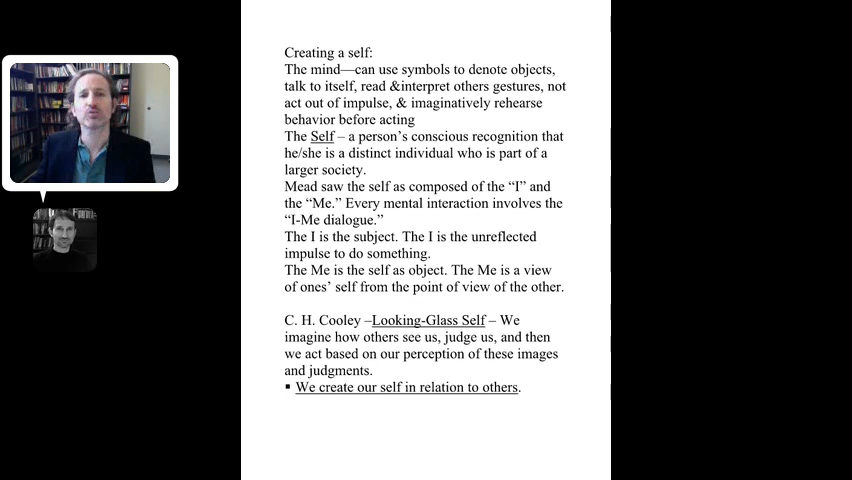 Creating a self:
The mind—can use symbols to denote objects,
talk to itself, read &interpret others gestures, not
act out of impulse, & imaginatively rehearse
behavior before acting
The Self – a person’s conscious recognition that
he/she is a distinct individual who is part of a
larger society.
Mead saw the self as composed of the “I” and
the “Me.” Every mental interaction involves the
“I-Me dialogue.”
The I is the subject. The I is the unreflected
impulse to do something.
The Me is the self as object. The Me is a view
of ones’ self from the point of view of the other.
C. H. Cooley –Looking-Glass Self – We
imagine how others see us, judge us, and then
we act based on our perception of these images
and judgments.
▪ We create our self in relation to others.